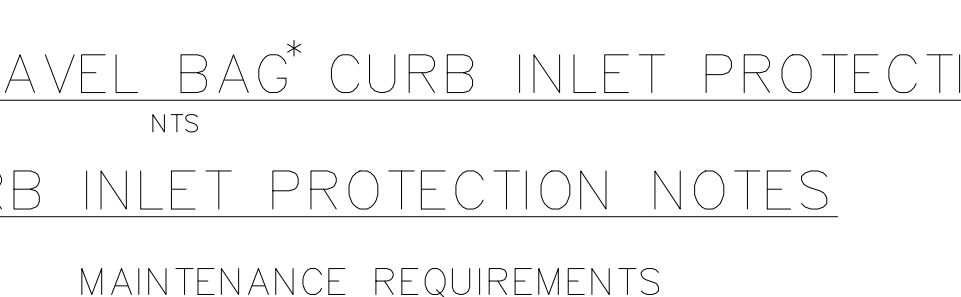 AVEL BAG* CURB INLET PROTECTI
NTS
RB INLET PROTECTION NOTES
MAINTENANCE REQUIREMENTS